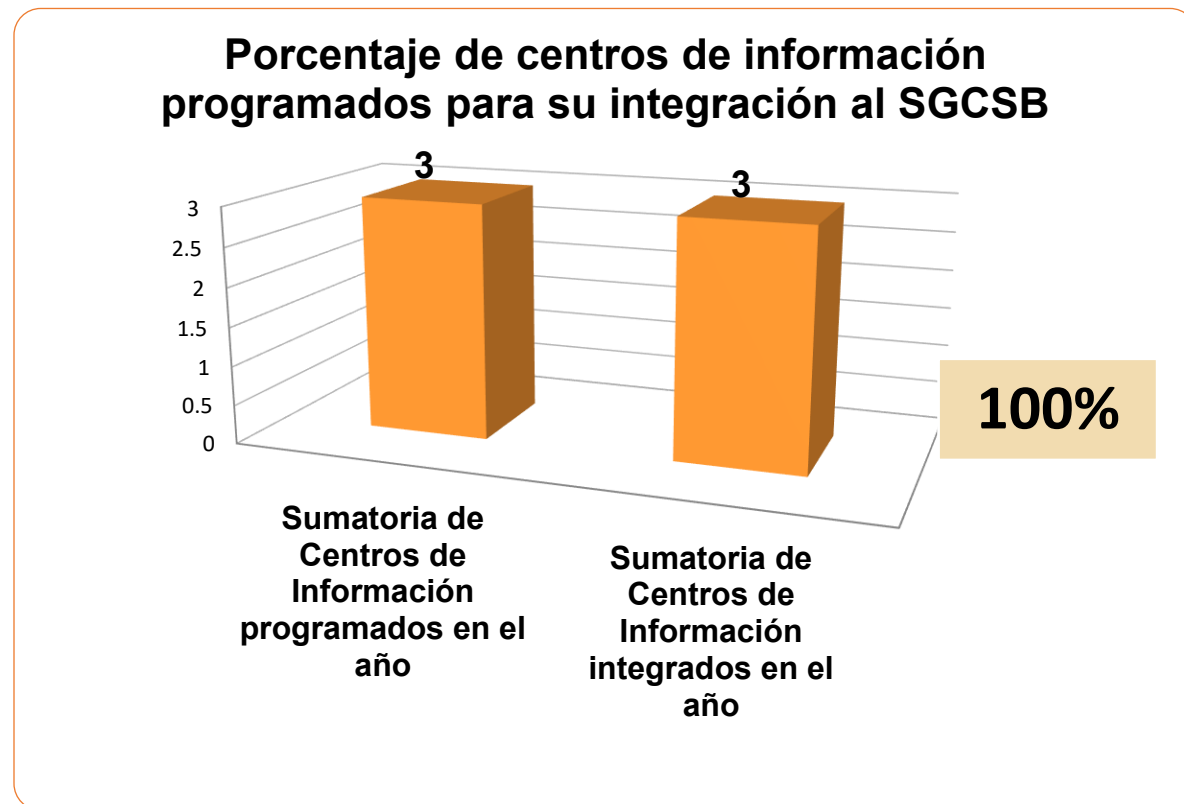 Porcentaje de centros de información
programados para su integración al SGCSB
3
3
3
2.5
2
1.5
1
0.5
0
100%
Sumatoria de
Centros de
Información
programados en el
año
Sumatoria de
Centros de
Información
integrados en el
año